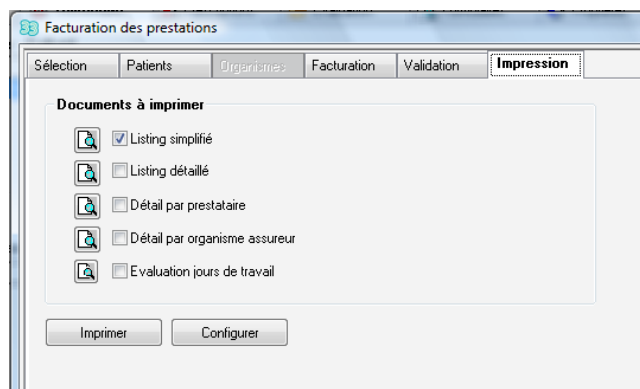 Facturation des prestations
Sélection Patients Organismes Facturation Validation Impression
Documents à imprimer
Listing simplifié
Listing détaillé
Détail par prestataire
Détail par organisme assureur
Evaluation jours de travail
Imprimer Configurer